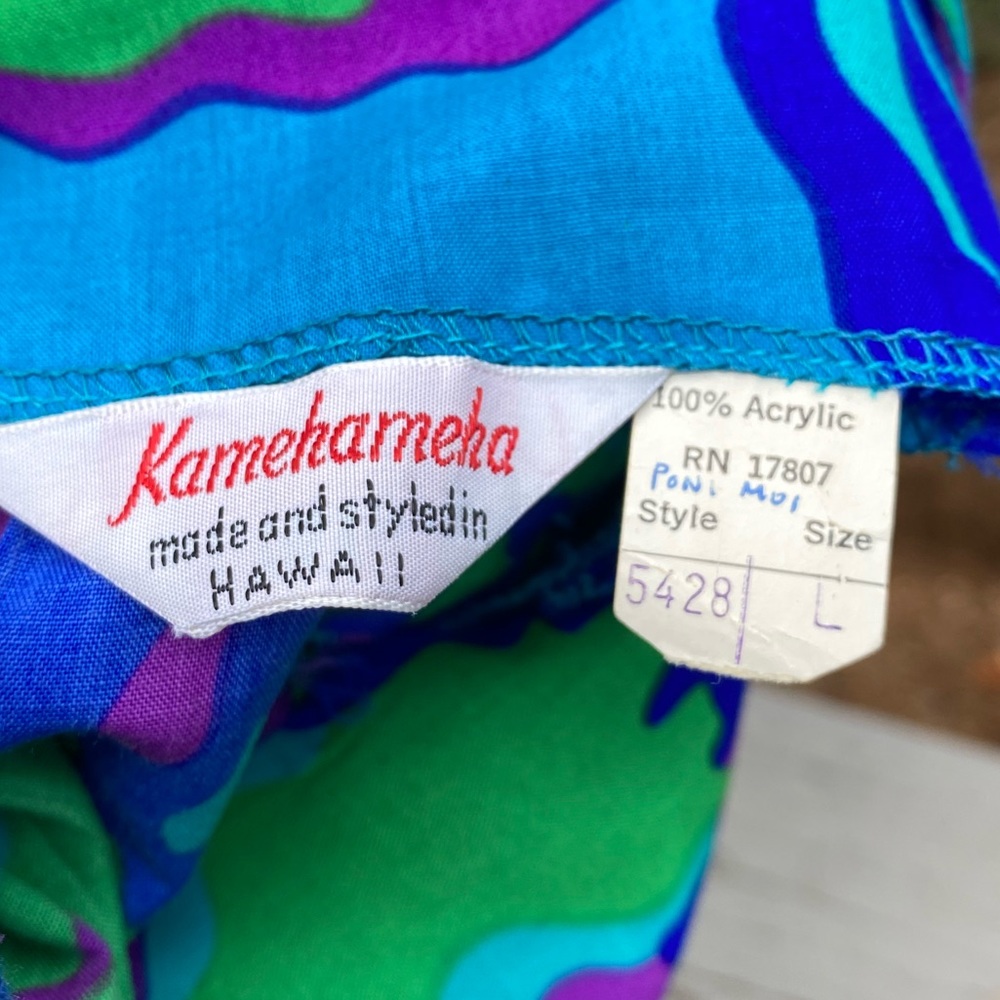 Kamehameha
made and styled in
HAWAII
100% Acrylic
RN 17807
PONI MOI
Style Size
5428 L